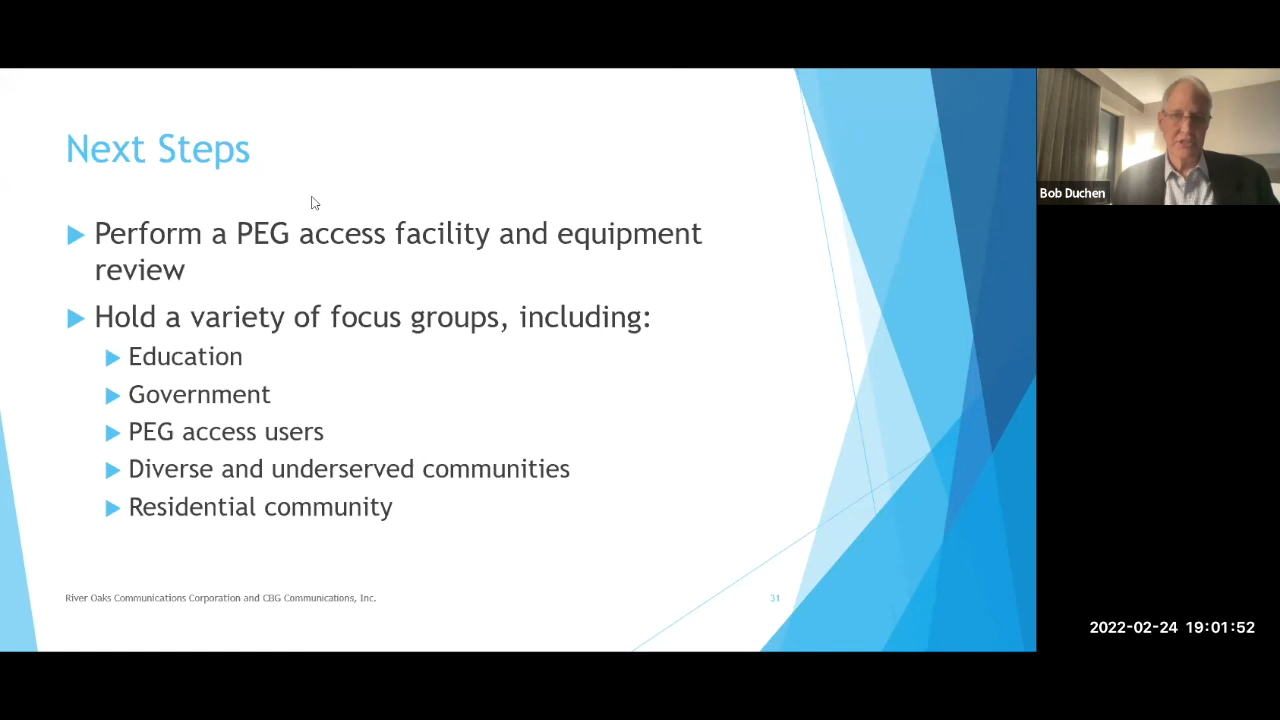 Next Steps
Perform a PEG access facility and equipment
review
Hold a variety of focus groups, including:
Education
Government
PEG access users
Diverse and underserved communities
Residential community
River Oaks Communications Corporation and CBG Communications, Inc.
31
Bob Duchen
2022-02-24 19:01:52